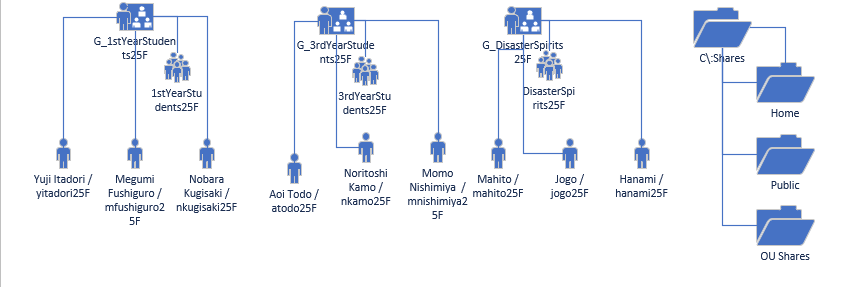 G_1stYearStuden
ts25F
1stYearStu
dents25F
Yuji Itadori /
yitadori25F
Megumi
Fushiguro /
mfushiguro2
5F
Nobara
Kugisaki /
nkugisaki25F
G_3rdYearStude
nts25F
3rdYearStu
dents25F
Aoi Todo /
atodo25F
Noritoshi
Kamo /
nkamo25F
Momo
Nishimiya /
mnishimiya2
5F
G_DisasterSpirits
25F
DisasterSpi
rits25F
Mahito /
mahito25F
Jogo /
jogo25F
Hanami /
hanami25F
C\:Shares
Home
Public
OU Shares